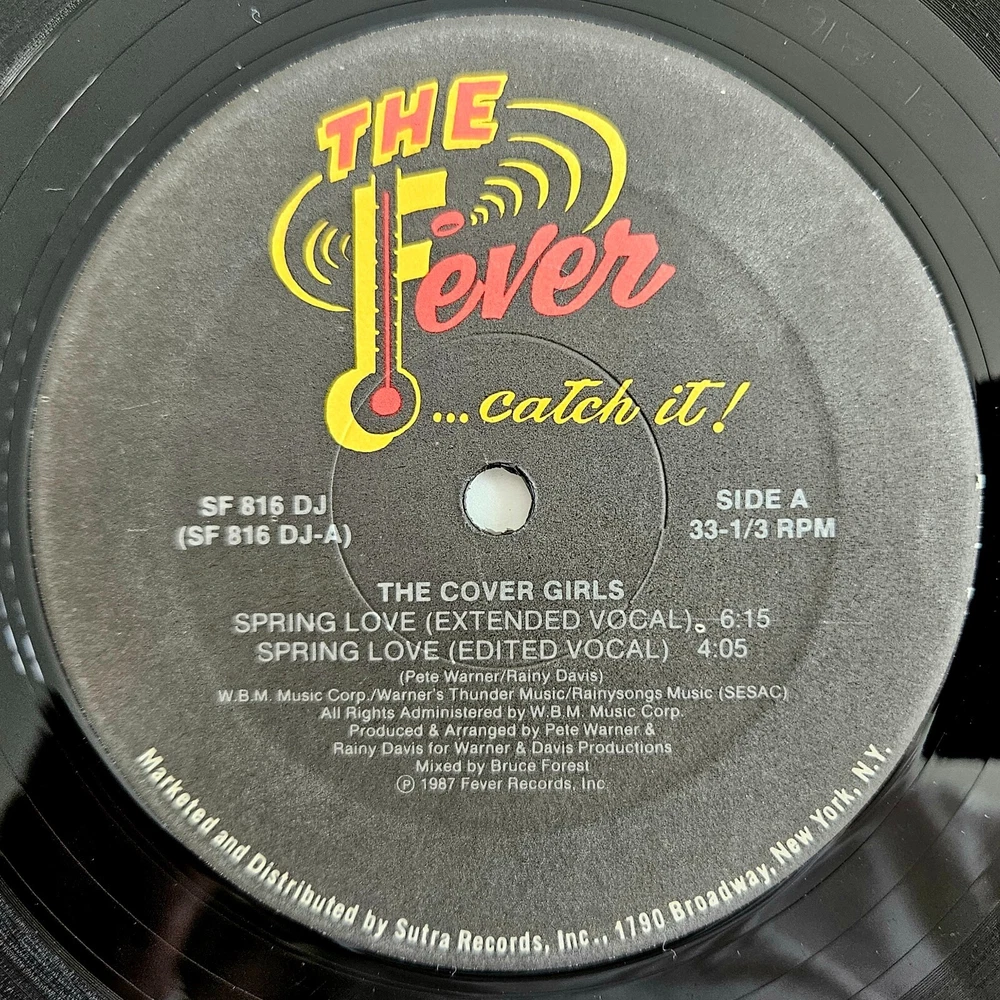 THE
Fever
...catch it!
SF 816 DJ
(SF 816 DJ-A)
SIDE A
33-1/3 RPM
THE COVER GIRLS
SPRING LOVE (EXTENDED VOCAL) 6:15
SPRING LOVE (EDITED VOCAL) 4:05
(Pete Warner/Rainy Davis)
W.B.M. Music Corp./Warner's Thunder Music/Rainysongs Music (SESAC)
All Rights Administered by W.B.M. Music Corp.
Produced & Arranged by Pete Warner &
Rainy Davis for Warner & Davis Productions
Mixed by Bruce Forest
℗ 1987 Fever Records, Inc.
Marketed and Distributed by Sutra Records, Inc., 1790 Broadway, New York, N.Y.